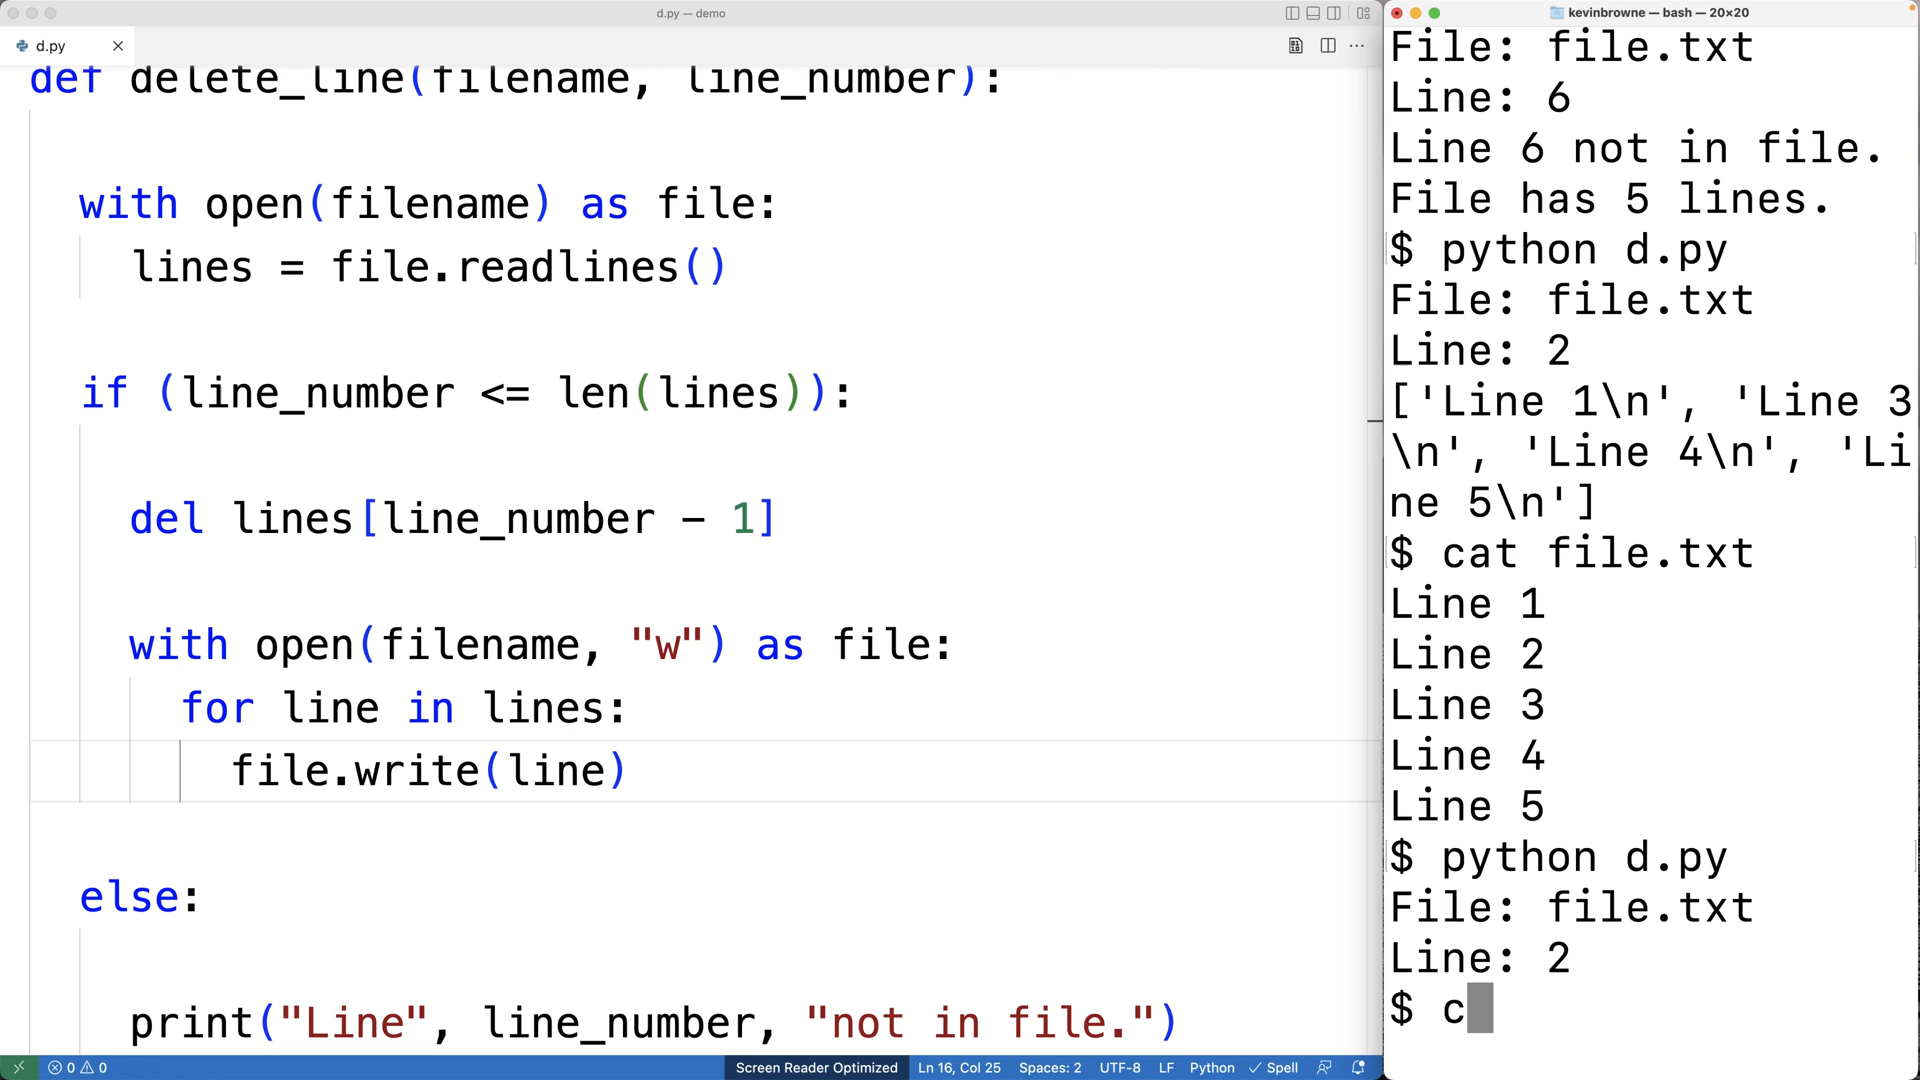 d.py — demo
d.py
def delete_line(filename, line_number):
with open(filename) as file:
lines = file.readlines()
if (line_number <= len(lines)):
del lines[line_number - 1]
with open(filename, "w") as file:
for line in lines:
file.write(line)
else:
print("Line", line_number, "not in file.")
0 0
Screen Reader Optimized
Ln 16, Col 25
Spaces: 2
UTF-8
LF
Python
Spell
kevinbrowne — bash — 20×20
File: file.txt
Line: 6
Line 6 not in file.
File has 5 lines.
$ python d.py
File: file.txt
Line: 2
['Line 1\n', 'Line 3
\n', 'Line 4\n', 'Li
ne 5\n']
$ cat file.txt
Line 1
Line 2
Line 3
Line 4
Line 5
$ python d.py
File: file.txt
Line: 2
$ c